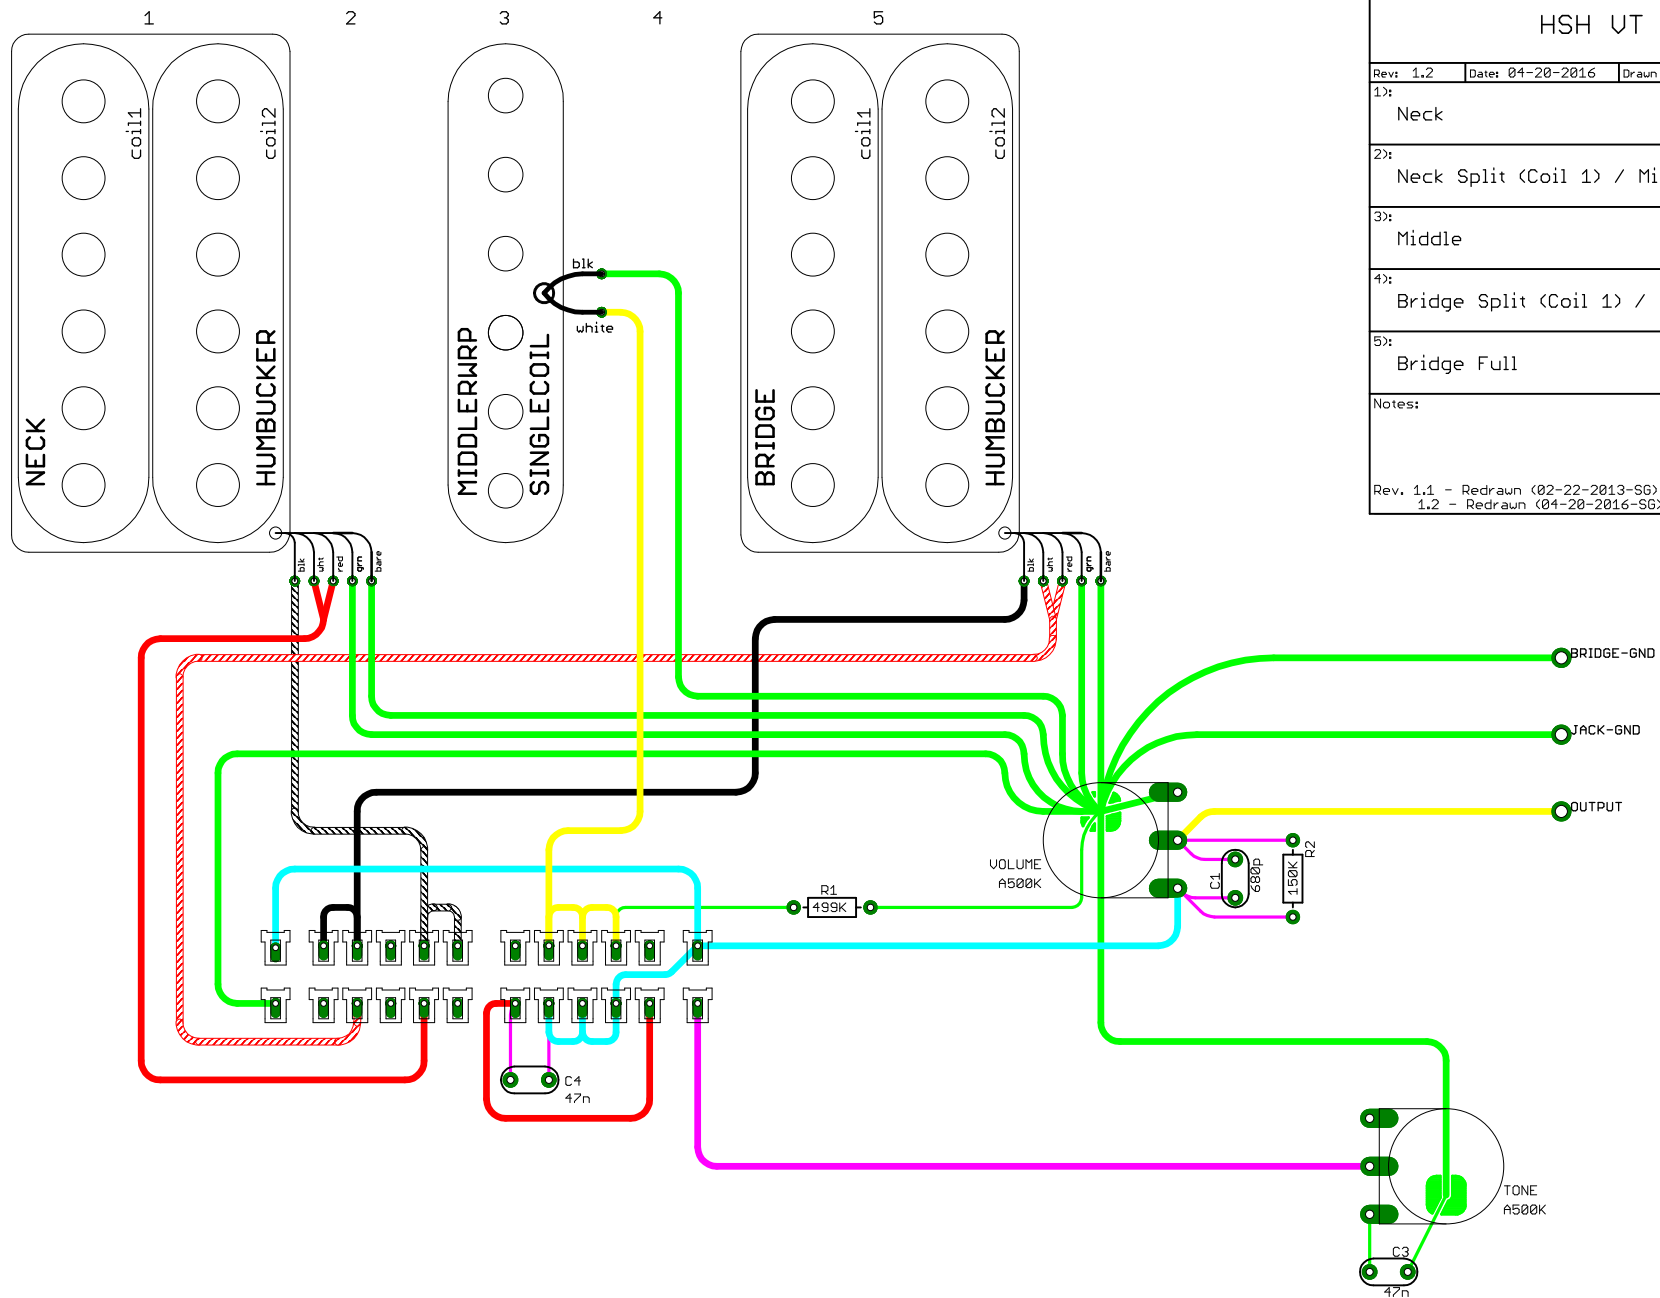 1 2 3 4 5
HSH VT
Rev: 1.2 Date: 04-20-2016 Drawn
1):
Neck
2):
Neck Split (Coil 1) / Mi
3):
Middle
4):
Bridge Split (Coil 1) /
5):
Bridge Full
Notes:
Rev. 1.1 - Redrawn (02-22-2013-SG)
1.2 - Redrawn (04-20-2016-SG)
coil1
coil2
NECK
HUMBUCKER
blk
wht
red
grn
bare
MIDDLERWRP
SINGLECOIL
blk
white
coil1
coil2
BRIDGE
HUMBUCKER
blk
wht
red
grn
bare
BRIDGE-GND
JACK-GND
OUTPUT
VOLUME
A500K
R1
499K
C1
680p
R2
150K
C4
47n
TONE
A500K
C3
47n